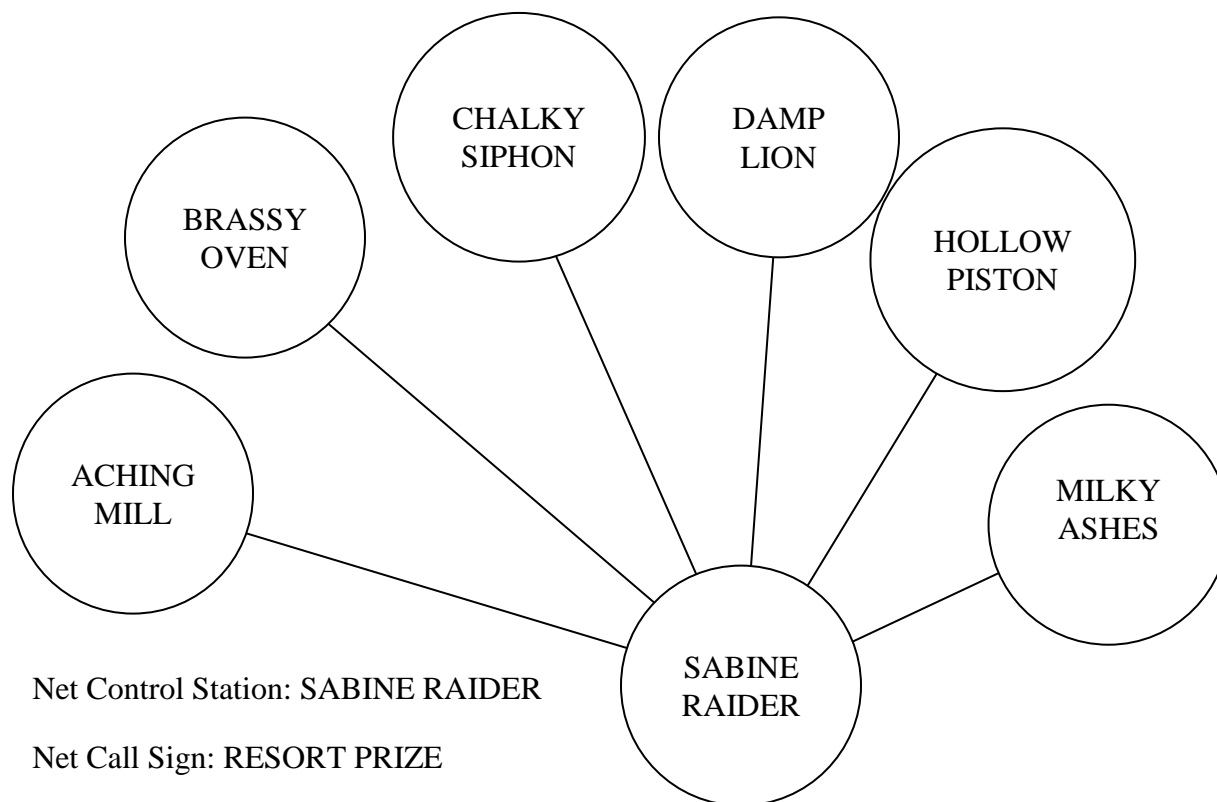 CHALKY
SIPHON
DAMP
LION
BRASSY
OVEN
HOLLOW
PISTON
ACHING
MILL
MILKY
ASHES
SABINE
RAIDER
Net Control Station: SABINE RAIDER
Net Call Sign: RESORT PRIZE